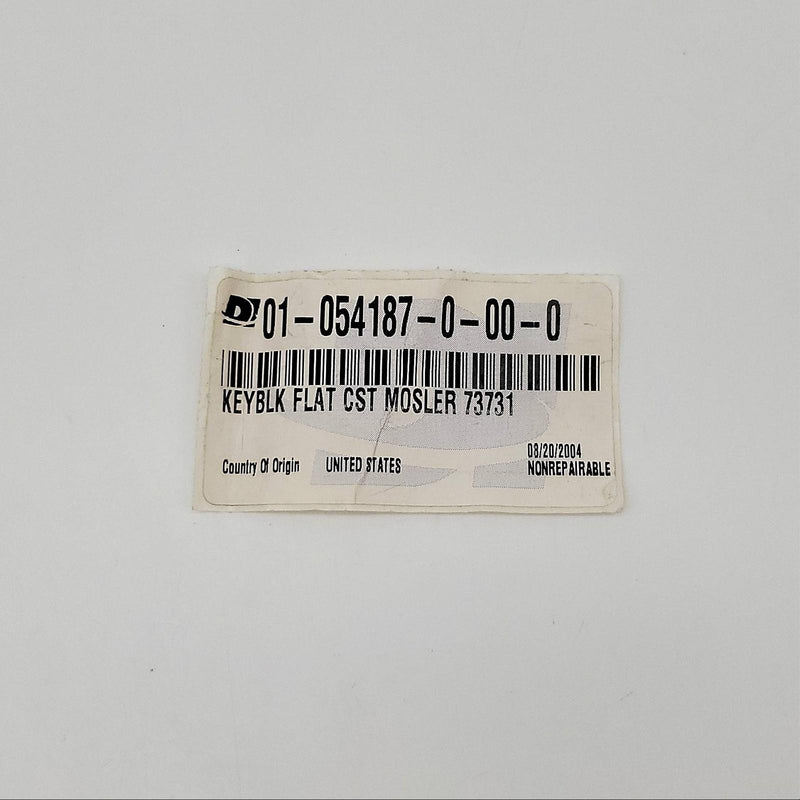 D 01-054187-0-00-0
KEYBLK FLAT CST MOSLER 73731
08/20/2004
Country Of Origin UNITED STATES NONREPAIRABLE